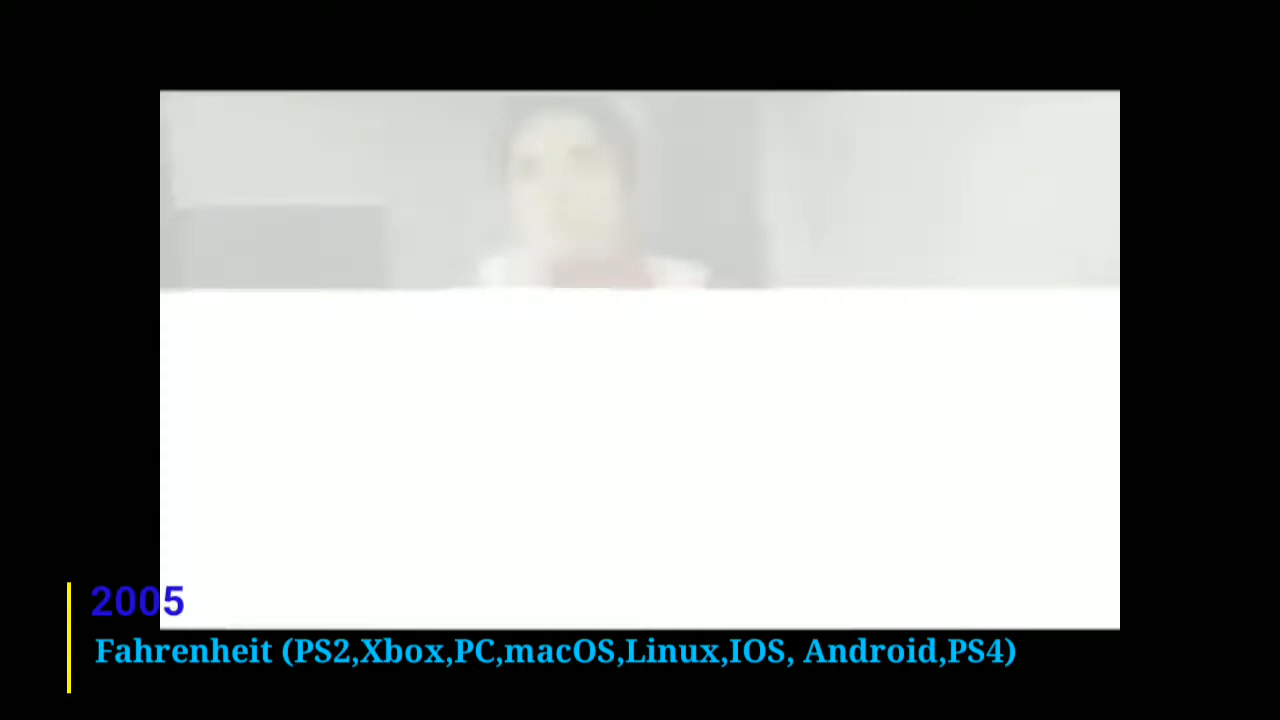 2005
Fahrenheit (PS2,Xbox,PC,macOS,Linux,IOS, Android,PS4)